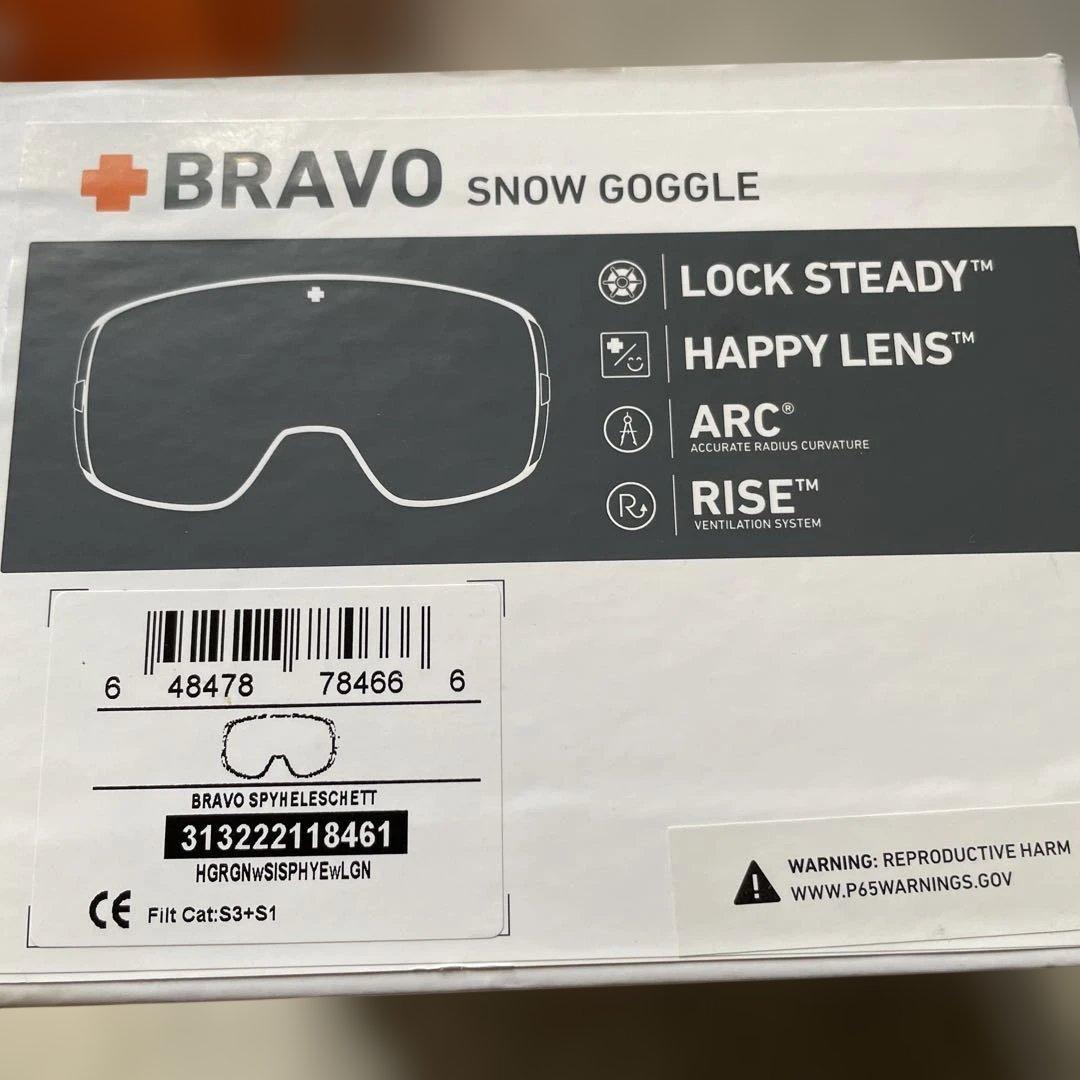 BRAVO SNOW GOGGLE
LOCK STEADY™
HAPPY LENS™
ARC®
ACCURATE RADIUS CURVATURE
RISE™
VENTILATION SYSTEM
6 48478 78466 6
BRAVO SPYHELESCHETT
313222118461
HGRGNwSISPHYEwLGN
CE Filt Cat:S3+S1
WARNING: REPRODUCTIVE HARM
WWW.P65WARNINGS.GOV